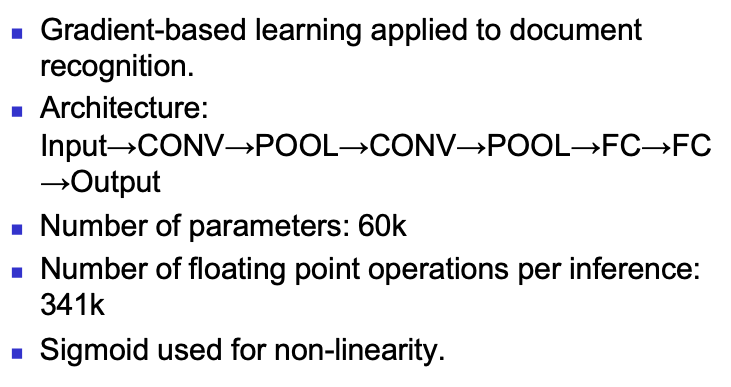 ▪ Gradient-based learning applied to document
recognition.
▪ Architecture:
Input→CONV→POOL→CONV→POOL→FC→FC
→Output
▪ Number of parameters: 60k
▪ Number of floating point operations per inference:
341k
▪ Sigmoid used for non-linearity.